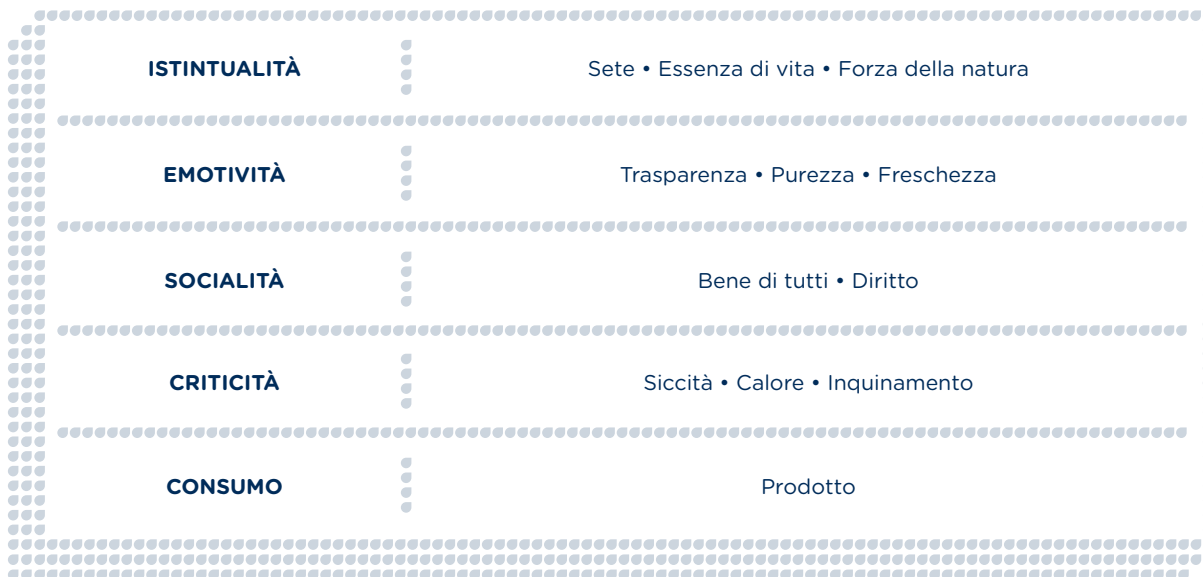 ISTINTUALITÀ
Sete • Essenza di vita • Forza della natura
EMOTIVITÀ
Trasparenza • Purezza • Freschezza
SOCIALITÀ
Bene di tutti • Diritto
CRITICITÀ
Siccità • Calore • Inquinamento
CONSUMO
Prodotto